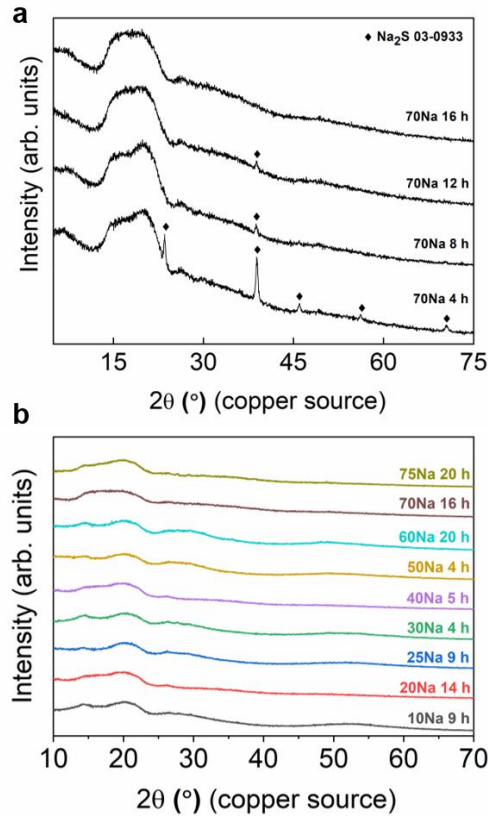 a
◆ Na₂S 03-0933
70Na 16 h
70Na 12 h
70Na 8 h
70Na 4 h
Intensity (arb. units)
15 30 45 60 75
2θ (°) (copper source)
b
75Na 20 h
70Na 16 h
60Na 20 h
50Na 4 h
40Na 5 h
30Na 4 h
25Na 9 h
20Na 14 h
10Na 9 h
Intensity (arb. units)
10 20 30 40 50 60 70
2θ (°) (copper source)